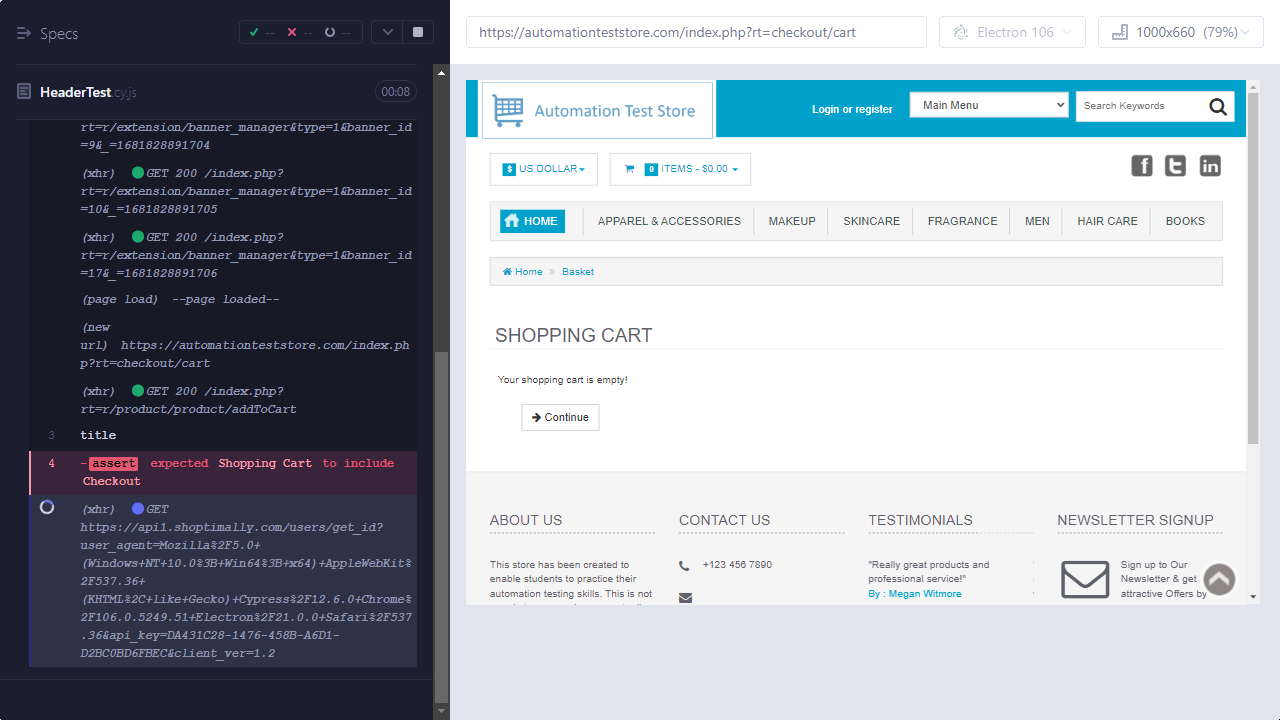 Specs
-- -- --
HeaderTest.cy.js
00:08
rt=r/extension/banner_manager&type=1&banner_id
=9&_=1681828891704
(xhr) GET 200 /index.php?
rt=r/extension/banner_manager&type=1&banner_id
=10&_=1681828891705
(xhr) GET 200 /index.php?
rt=r/extension/banner_manager&type=1&banner_id
=17&_=1681828891706
(page load) --page loaded--
(new
url) https://automationteststore.com/index.ph
p?rt=checkout/cart
(xhr) GET 200 /index.php?
rt=r/product/product/addToCart
3 title
4 -assert expected Shopping Cart to include
Checkout
(xhr) GET
https://api1.shoptimally.com/users/get_id?
user_agent=Mozilla%2F5.0+
(Windows+NT+10.0%3B+Win64%3B+x64)+AppleWebKit%
2F537.36+
(KHTML%2C+like+Gecko)+Cypress%2F12.6.0+Chrome%
2F106.0.5249.51+Electron%2F21.0.0+Safari%2F537
.36&api_key=DA431C28-1476-458B-A6D1-
D2BC0BD6FBEC&client_ver=1.2
https://automationteststore.com/index.php?rt=checkout/cart
Electron 106
1000x660 (79%)
Automation Test Store
Login or register
Main Menu
Search Keywords
$ US DOLLAR
0 ITEMS - $0.00
f t in
HOME
APPAREL & ACCESSORIES
MAKEUP
SKINCARE
FRAGRANCE
MEN
HAIR CARE
BOOKS
Home » Basket
SHOPPING CART
Your shopping cart is empty!
Continue
ABOUT US
This store has been created to
enable students to practice their
automation testing skills. This is not
CONTACT US
+123 456 7890
TESTIMONIALS
"Really great products and
professional service!"
By : Megan Witmore
NEWSLETTER SIGNUP
Sign up to Our
Newsletter & get
attractive Offers by